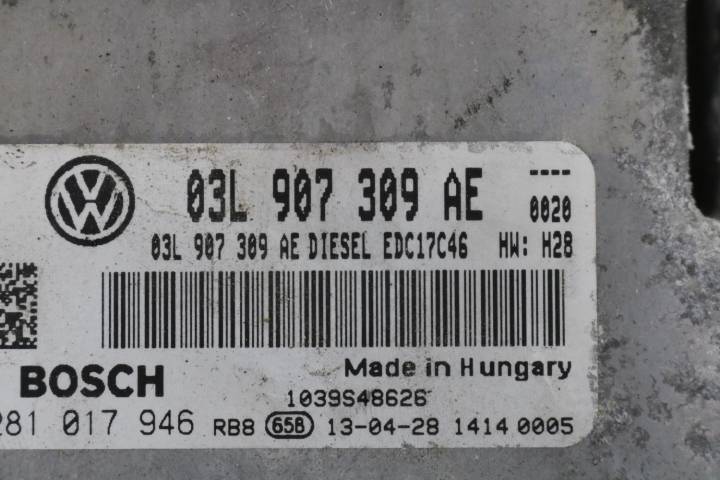 03L 907 309 AE ----
0020
03L 907 309 AE DIESEL EDC17C46 HW: H28
BOSCH Made in Hungary
1039S48626
281 017 946 RB8 658 13-04-28 1414 0005